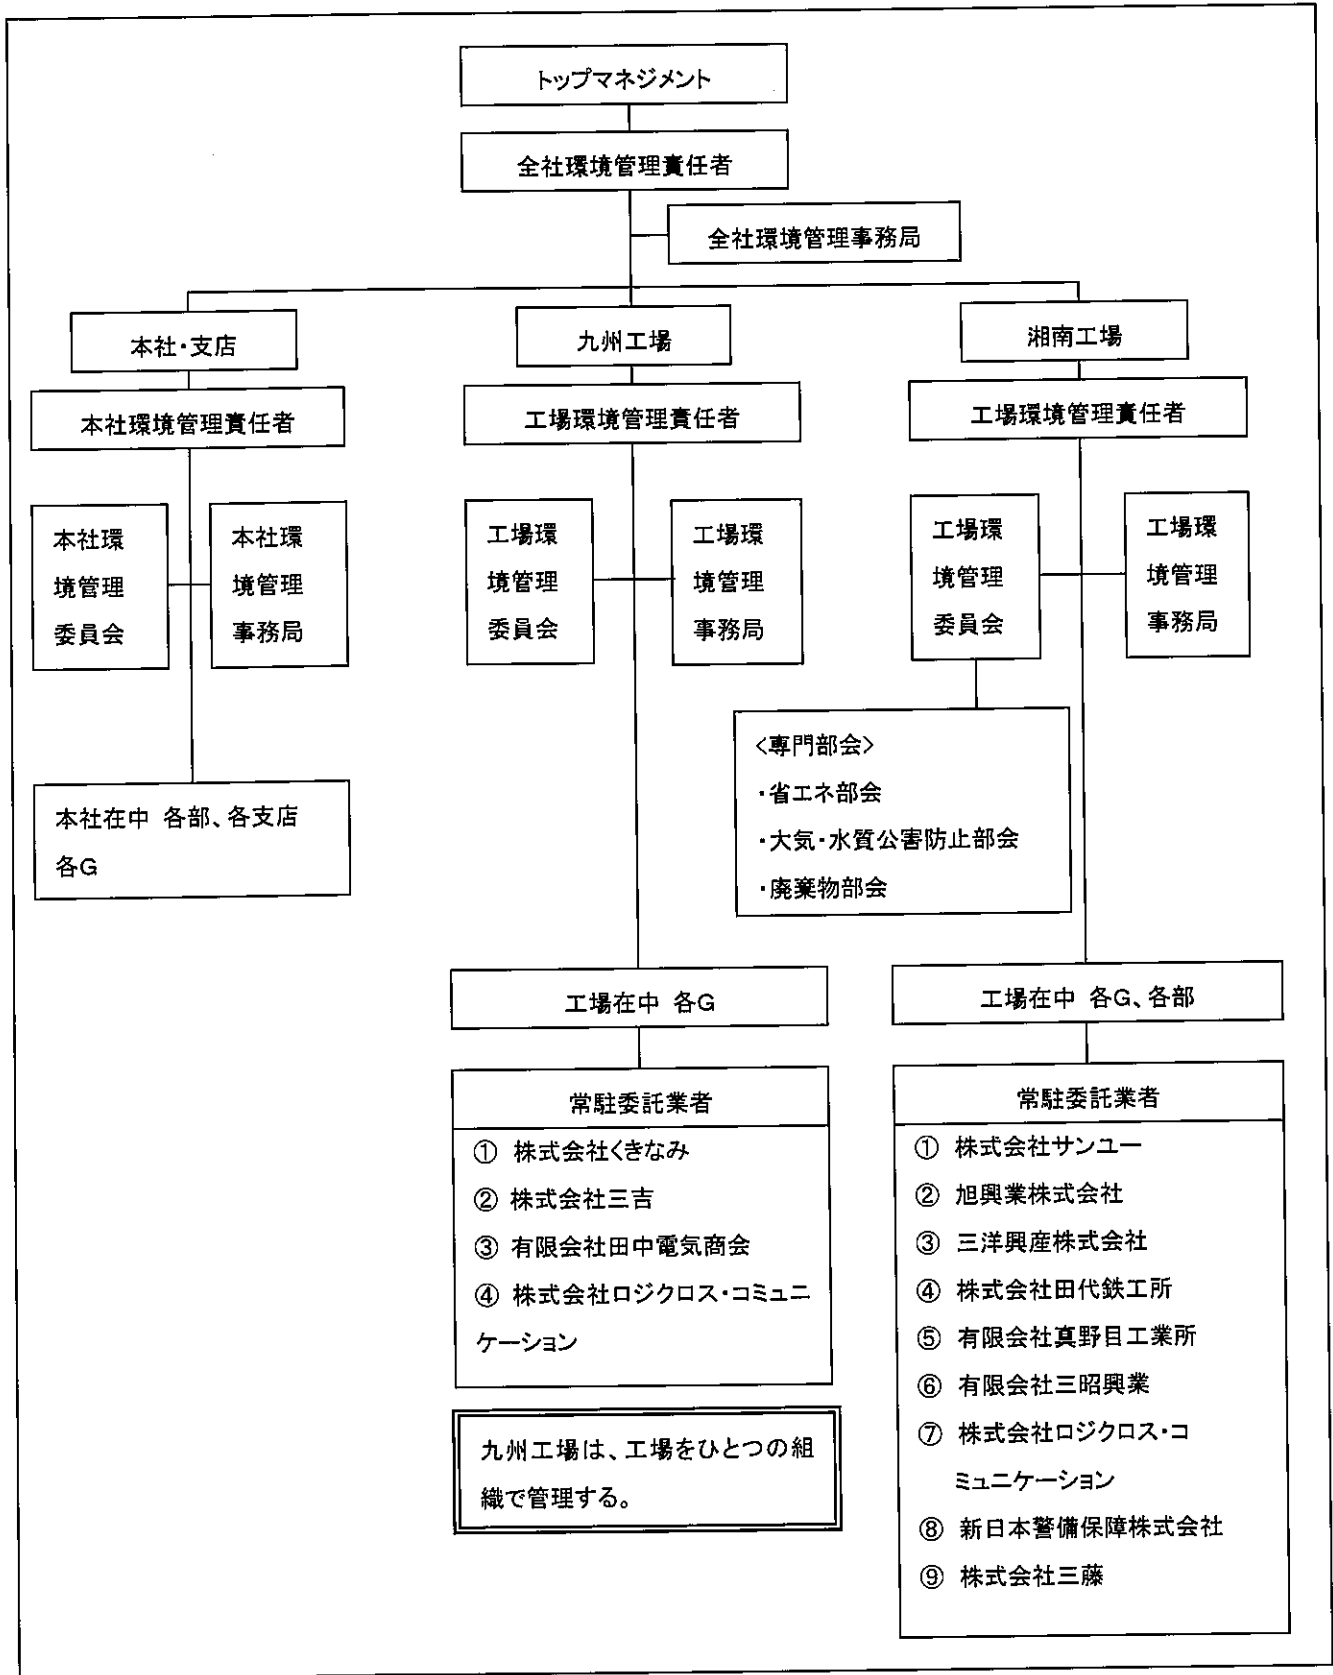 トップマネジメント
全社環境管理責任者
全社環境管理事務局
本社・支店
九州工場
湘南工場
本社環境管理責任者
工場環境管理責任者
工場環境管理責任者
本社環
境管理
委員会
本社環
境管理
事務局
工場環
境管理
委員会
工場環
境管理
事務局
工場環
境管理
委員会
工場環
境管理
事務局
<専門部会>
・省エネ部会
・大気・水質公害防止部会
・廃棄物部会
本社在中 各部、各支店
各G
工場在中 各G
工場在中 各G、各部
常駐委託業者
① 株式会社くきなみ
② 株式会社三吉
③ 有限会社田中電気商会
④ 株式会社ロジクロス・コミュニ
ケーション
九州工場は、工場をひとつの組
織で管理する。
常駐委託業者
① 株式会社サンユー
② 旭興業株式会社
③ 三洋興産株式会社
④ 株式会社田代鉄工所
⑤ 有限会社真野目工業所
⑥ 有限会社三昭興業
⑦ 株式会社ロジクロス・コ
ミュニケーション
⑧ 新日本警備保障株式会社
⑨ 株式会社三藤